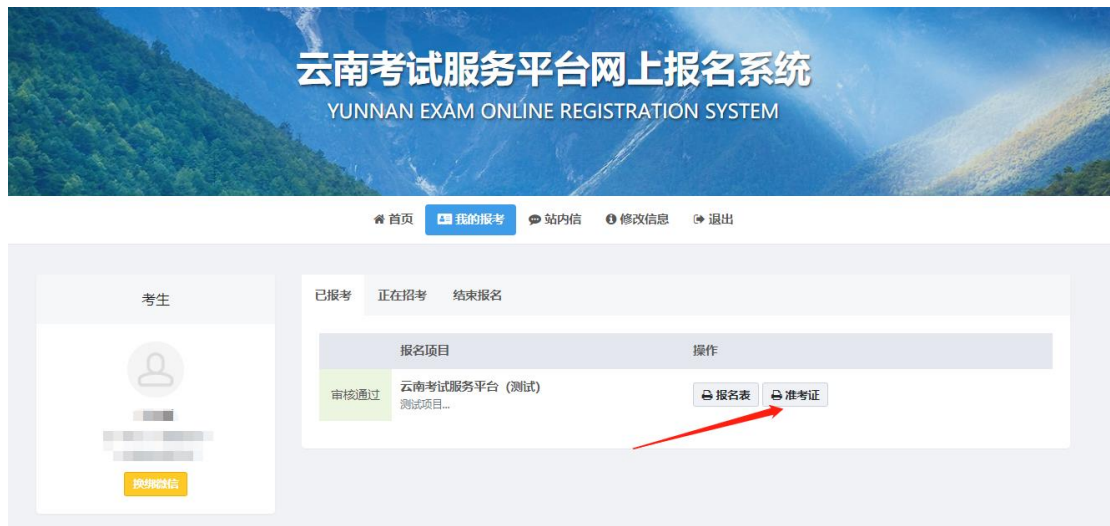 云南考试服务平台网上报名系统
YUNNAN EXAM ONLINE REGISTRATION SYSTEM
首页 我的报考 站内信 修改信息 退出
考生
已报考 正在招考 结束报名
报名项目 操作
审核通过 云南考试服务平台（测试） 报名表 准考证
测试项目...
换绑微信